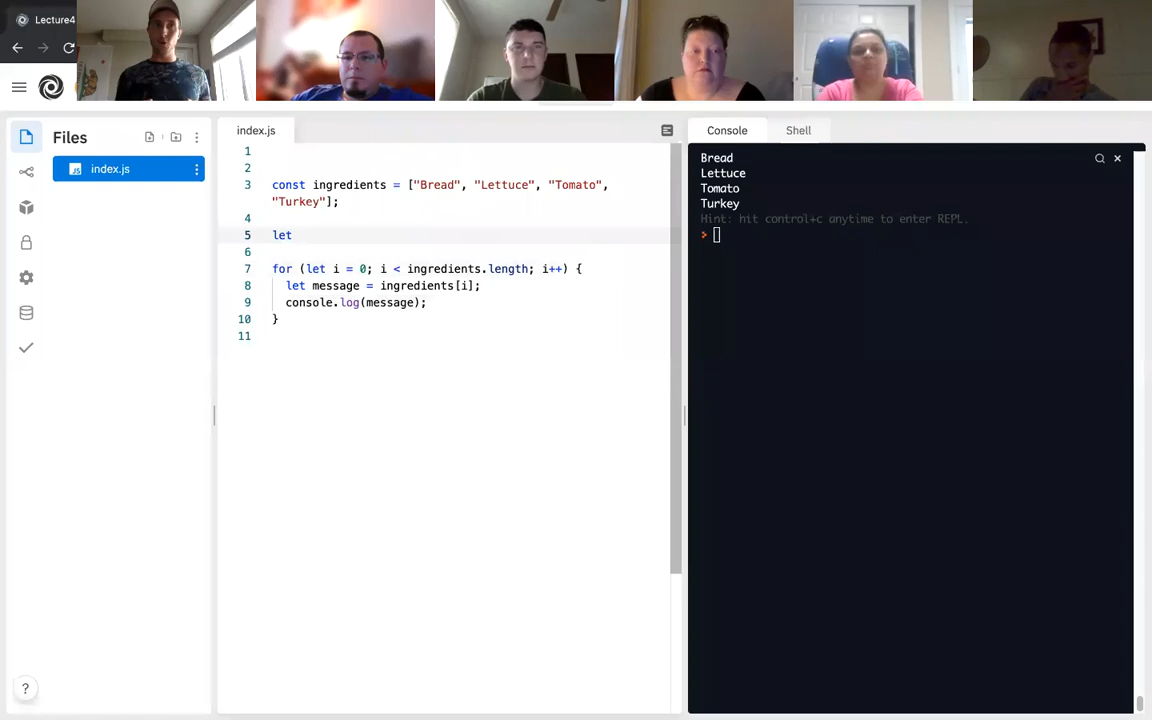 Lecture4
Files
index.js
index.js
1
2
3 const ingredients = ["Bread", "Lettuce", "Tomato",
"Turkey"];
4
5 let
6
7 for (let i = 0; i < ingredients.length; i++) {
8 let message = ingredients[i];
9 console.log(message);
10 }
11
Console Shell
Bread
Lettuce
Tomato
Turkey
Hint: hit control+c anytime to enter REPL.
>
?